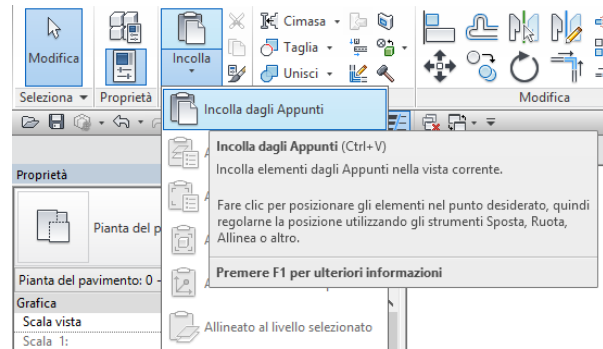 Modifica
Incolla
Cimasa
Taglia
Unisci
Seleziona
Proprietà
Modifica
Incolla dagli Appunti
Incolla dagli Appunti (Ctrl+V)
Incolla elementi dagli Appunti nella vista corrente.
Fare clic per posizionare gli elementi nel punto desiderato, quindi
regolarne la posizione utilizzando gli strumenti Sposta, Ruota,
Allinea o altro.
Premere F1 per ulteriori informazioni
Allineato al livello selezionato
Proprietà
Pianta del p
Pianta del pavimento: 0 -
Grafica
Scala vista
Scala 1: